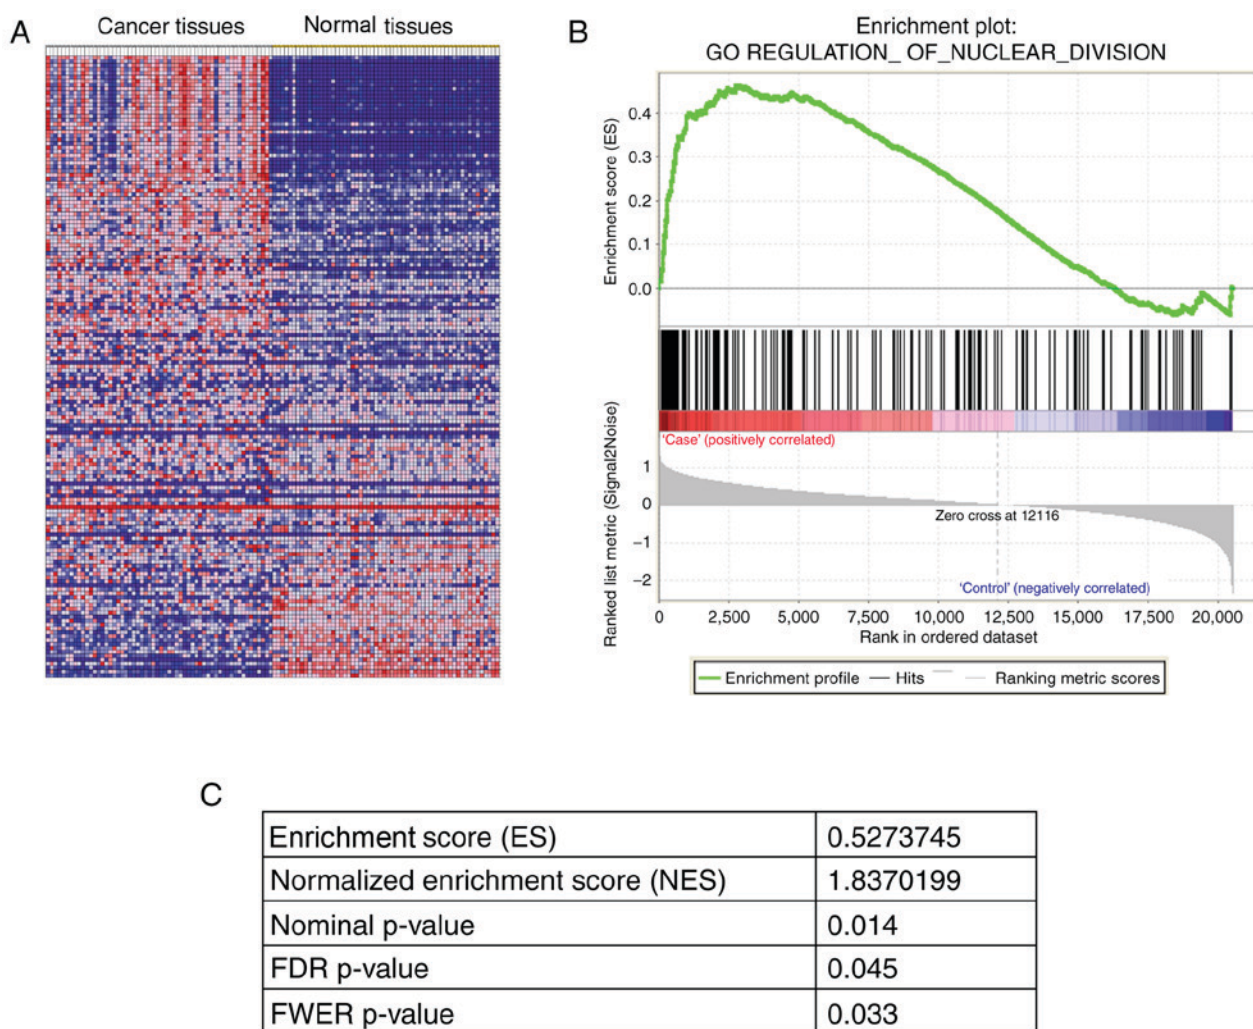 A
Cancer tissues
Normal tissues
B
Enrichment plot:
GO REGULATION_ OF_NUCLEAR_DIVISION
Enrichment score (ES)
0.4
0.3
0.2
0.1
0.0
'Case' (positively correlated)
Ranked list metric (Signal2Noise)
1
0
−1
−2
Zero cross at 12116
'Control' (negatively correlated)
0 2,500 5,000 7,500 10,000 12,500 15,000 17,500 20,000
Rank in ordered dataset
Enrichment profile Hits Ranking metric scores
C
Enrichment score (ES) 0.5273745
Normalized enrichment score (NES) 1.8370199
Nominal p-value 0.014
FDR p-value 0.045
FWER p-value 0.033